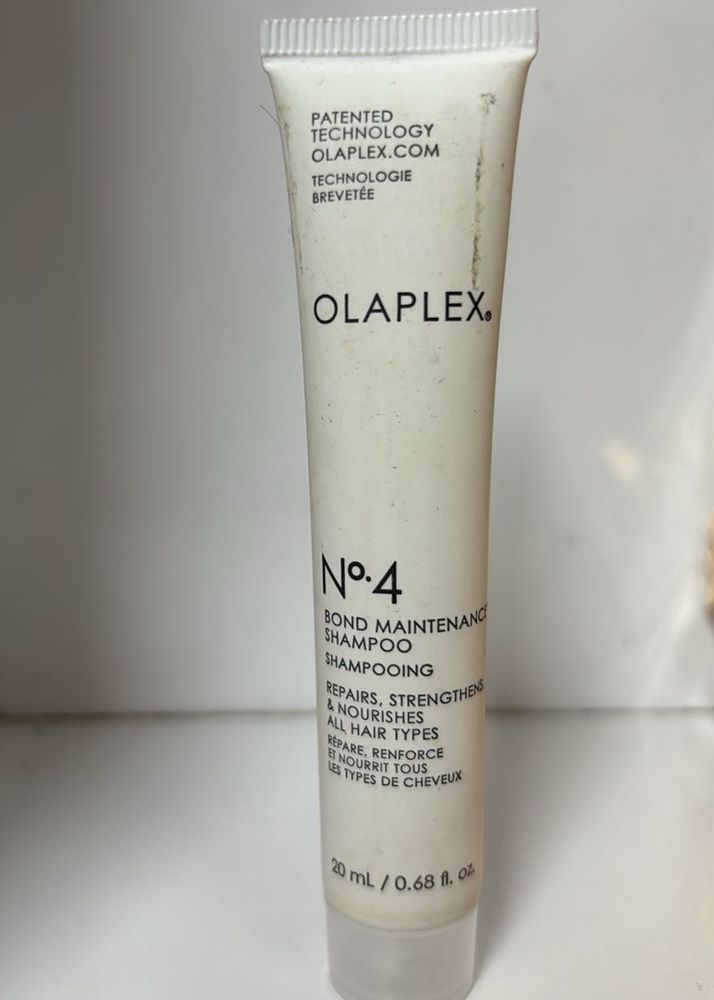 PATENTED
TECHNOLOGY
OLAPLEX.COM
TECHNOLOGIE
BREVETÉE
OLAPLEX®
Nº.4
BOND MAINTENANCE
SHAMPOO
SHAMPOOING
REPAIRS, STRENGTHENS,
& NOURISHES
ALL HAIR TYPES
RÉPARE, RENFORCE
ET NOURRIT TOUS
LES TYPES DE CHEVEUX
20 mL / 0.68 fl. oz.